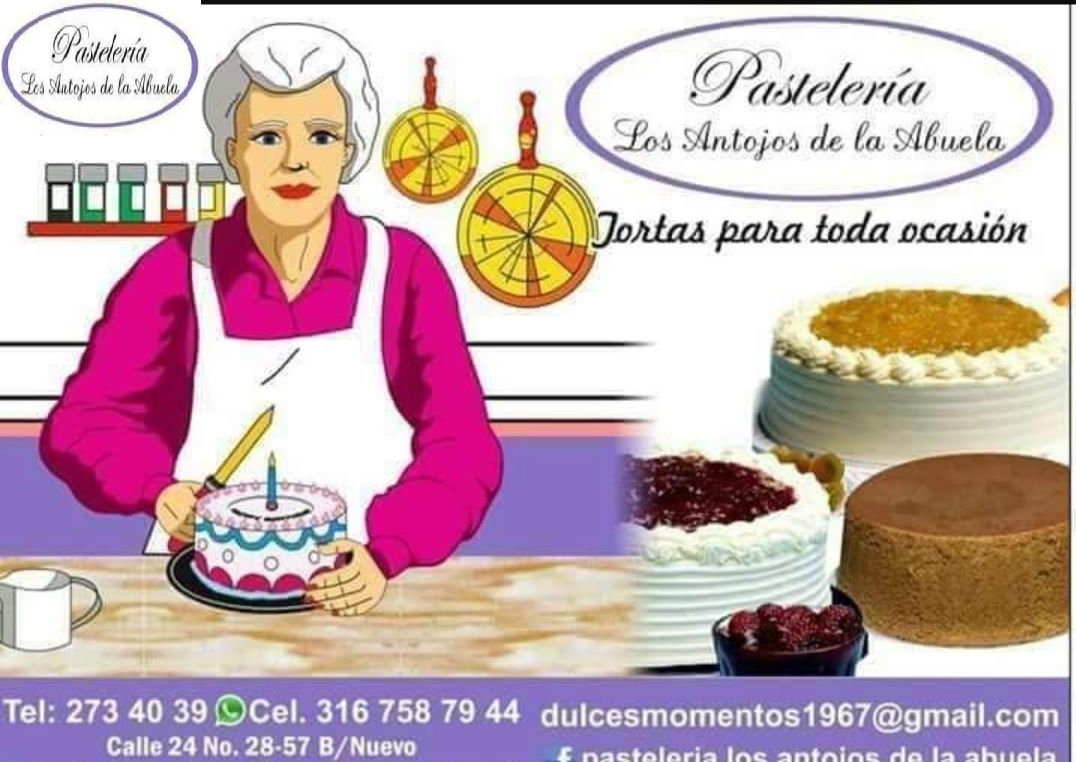 Pastelería
Los Antojos de la Abuela
Pastelería
Los Antojos de la Abuela
Tortas para toda ocasión
Tel: 273 40 39 Cel. 316 758 79 44
Calle 24 No. 28-57 B/Nuevo
dulcesmomentos1967@gmail.com
f pasteleria los antojos de la abuela